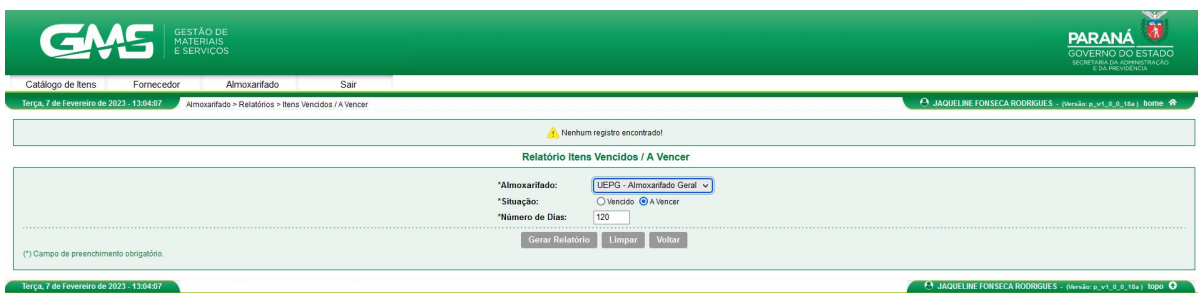 GMS
GESTÃO DE
MATERIAIS
E SERVIÇOS
PARANÁ
GOVERNO DO ESTADO
SECRETARIA DA ADMINISTRAÇÃO
E DA PREVIDÊNCIA
Catálogo de Itens Fornecedor Almoxarifado Sair
Terça, 7 de Fevereiro de 2023 - 13:04:07 Almoxarifado > Relatórios > Itens Vencidos / A Vencer JAQUELINE FONSECA RODRIGUES - (Versão: p_v1_0_0_18a) home
Nenhum registro encontrado!
Relatório Itens Vencidos / A Vencer
*Almoxarifado: UEPG - Almoxarifado Geral
*Situação: Vencido A Vencer
*Número de Dias: 120
Gerar Relatório Limpar Voltar
(*) Campo de preenchimento obrigatório.
Terça, 7 de Fevereiro de 2023 - 13:04:07 JAQUELINE FONSECA RODRIGUES - (Versão: p_v1_0_0_18a) topo